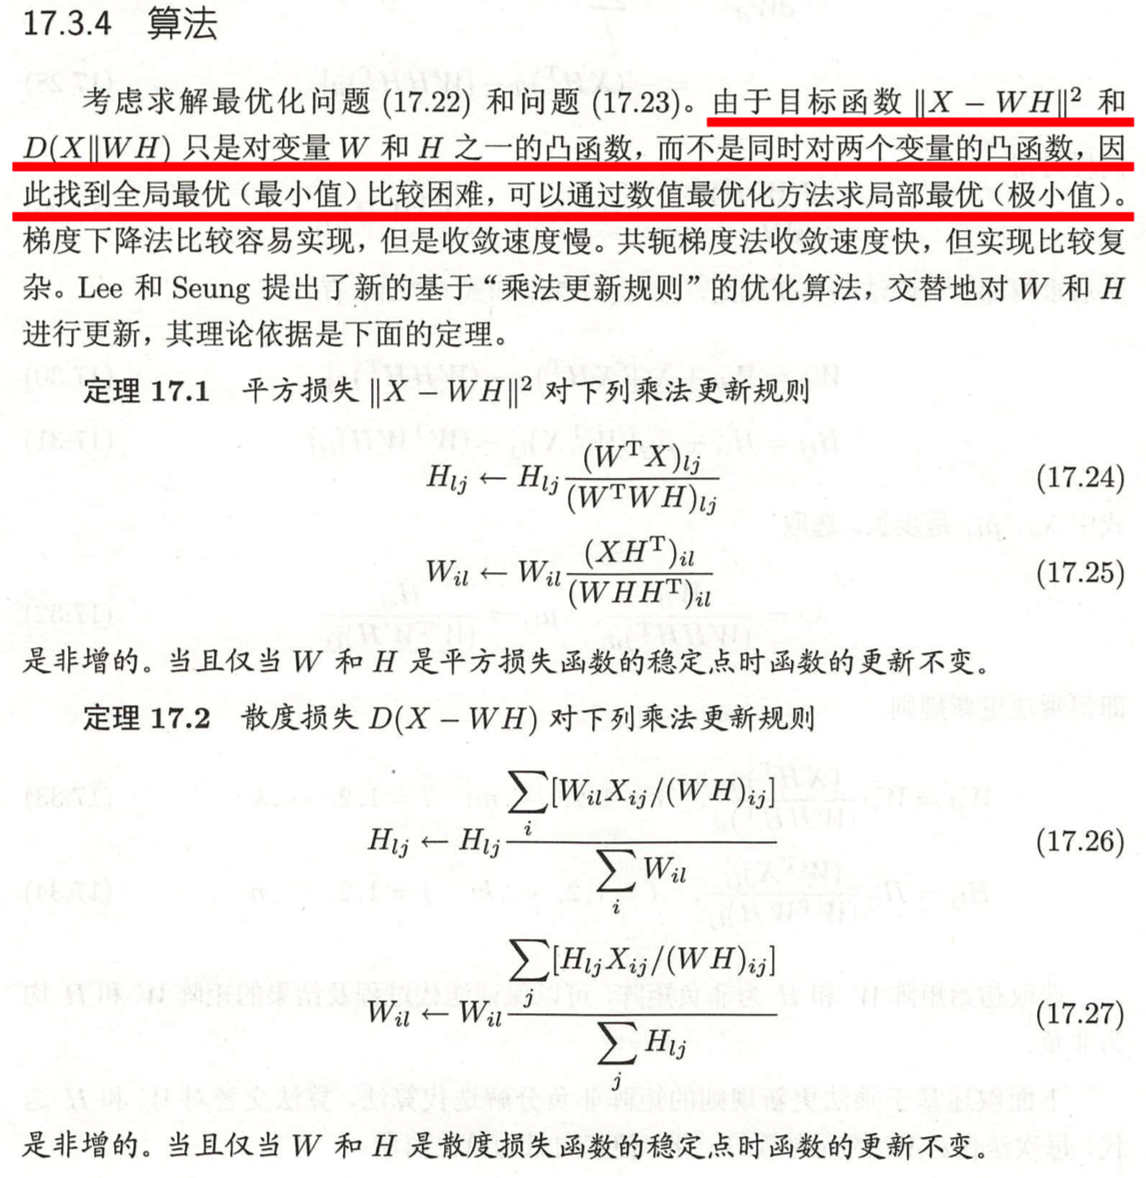 17.3.4 算法
考虑求解最优化问题 (17.22) 和问题 (17.23)。由于目标函数 ‖X − WH‖² 和
D(X‖WH) 只是对变量 W 和 H 之一的凸函数，而不是同时对两个变量的凸函数，因
此找到全局最优（最小值）比较困难，可以通过数值最优化方法求局部最优（极小值）。
梯度下降法比较容易实现，但是收敛速度慢。共轭梯度法收敛速度快，但实现比较复
杂。Lee 和 Seung 提出了新的基于“乘法更新规则”的优化算法，交替地对 W 和 H
进行更新，其理论依据是下面的定理。
定理 17.1 平方损失 ‖X − WH‖² 对下列乘法更新规则
H_{lj} ← H_{lj} \frac{(W^T X)_{lj}}{(W^T W H)_{lj}} (17.24)
W_{il} ← W_{il} \frac{(X H^T)_{il}}{(W H H^T)_{il}} (17.25)
是非增的。当且仅当 W 和 H 是平方损失函数的稳定点时函数的更新不变。
定理 17.2 散度损失 D(X − WH) 对下列乘法更新规则
H_{lj} ← H_{lj} \frac{\sum_i [W_{il} X_{ij}/(WH)_{ij}]}{\sum_i W_{il}} (17.26)
W_{il} ← W_{il} \frac{\sum_j [H_{lj} X_{ij}/(WH)_{ij}]}{\sum_j H_{lj}} (17.27)
是非增的。当且仅当 W 和 H 是散度损失函数的稳定点时函数的更新不变。